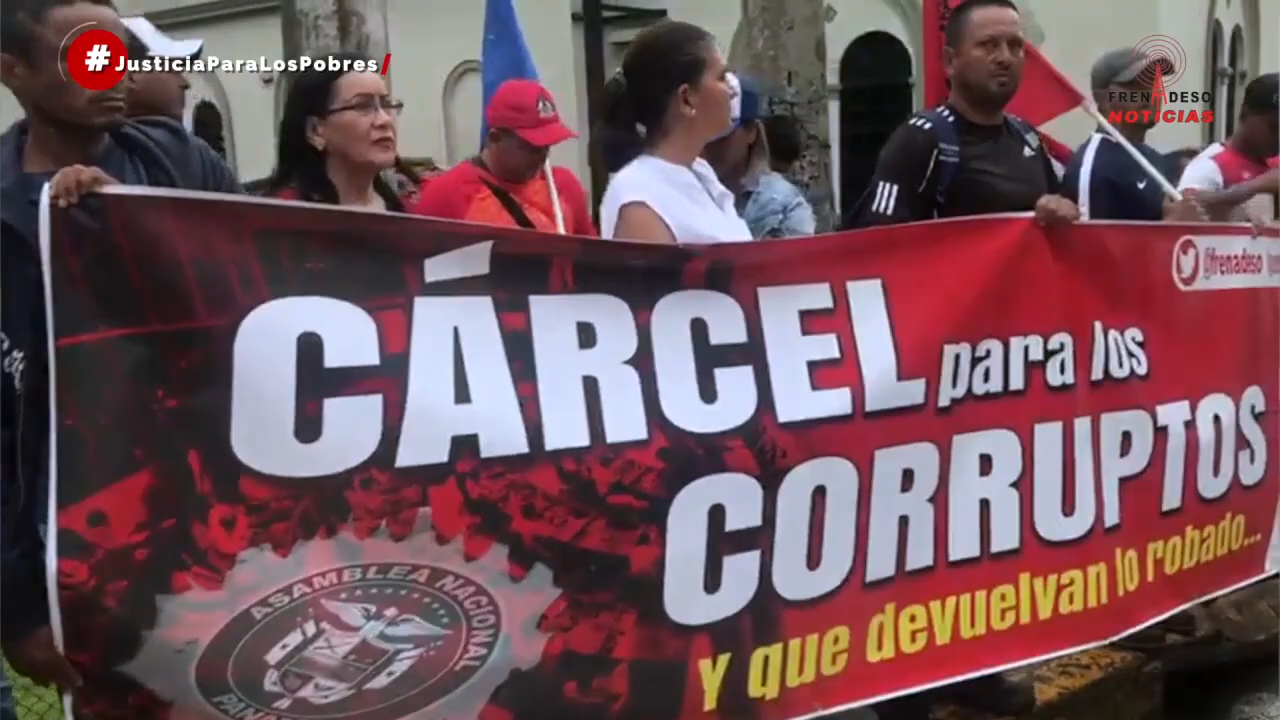 #JusticiaParaLosPobres/
FRENADESO
NOTICIAS
@frenadeso
CÁRCEL para los
CORRUPTOS
Y que devuelvan lo robado...
ASAMBLEA NACIONAL